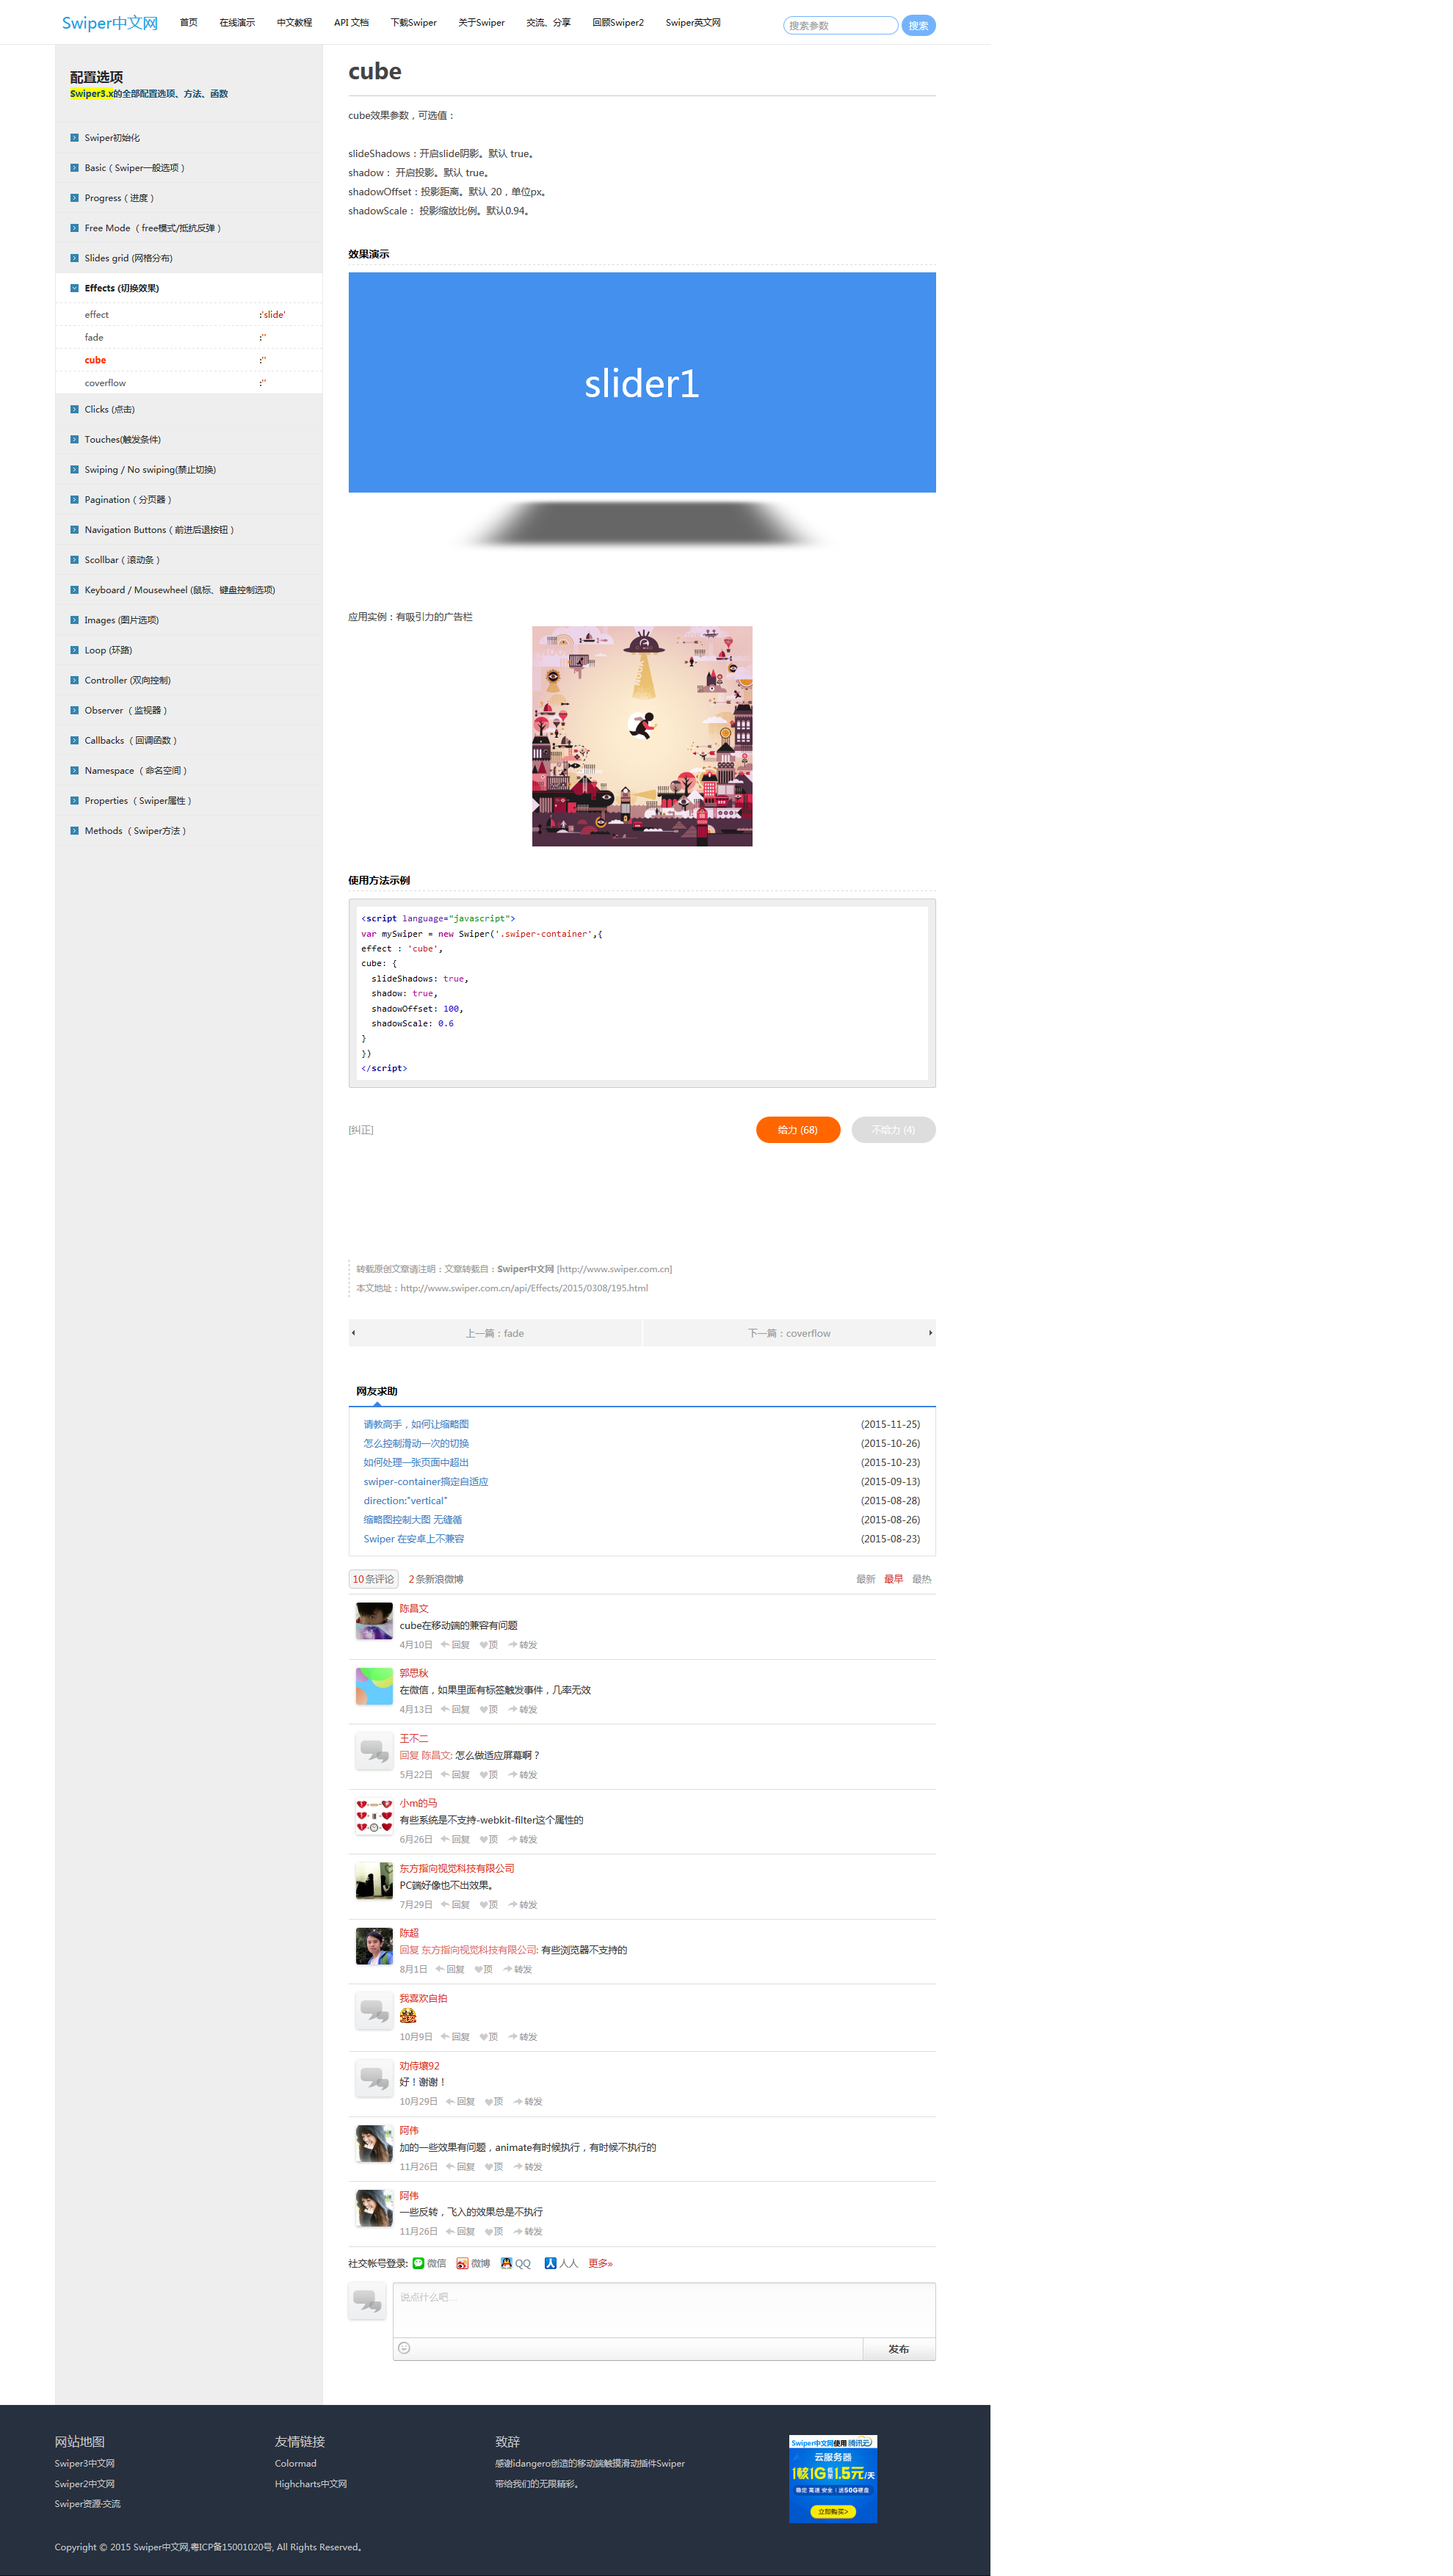 Swiper中文网
首页 在线演示 中文教程 API 文档 下载Swiper 关于Swiper 交流、分享 回顾Swiper2 Swiper英文网
搜索参数 搜索
配置选项
Swiper3.x的全部配置选项、方法、函数
Swiper初始化
Basic（Swiper一般选项）
Progress（进度）
Free Mode （free模式/抵抗反弹）
Slides grid (网格分布)
Effects (切换效果)
effect :'slide'
fade :''
cube :''
coverflow :''
Clicks (点击)
Touches(触发条件)
Swiping / No swiping(禁止切换)
Pagination（分页器）
Navigation Buttons（前进后退按钮）
Scollbar（滚动条）
Keyboard / Mousewheel (鼠标、键盘控制选项)
Images (图片选项)
Loop (环路)
Controller (双向控制)
Observer （监视器）
Callbacks （回调函数）
Namespace （命名空间）
Properties （Swiper属性）
Methods （Swiper方法）
cube
cube效果参数，可选值：
slideShadows：开启slide阴影。默认 true。
shadow： 开启投影。默认 true。
shadowOffset：投影距离。默认 20，单位px。
shadowScale： 投影缩放比例。默认0.94。
效果演示
slider1
应用实例：有吸引力的广告栏
使用方法示例
<script language="javascript">
var mySwiper = new Swiper('.swiper-container',{
effect : 'cube',
cube: {
slideShadows: true,
shadow: true,
shadowOffset: 100,
shadowScale: 0.6
}
})
</script>
[纠正] 给力 (68) 不给力 (4)
转载原创文章请注明：文章转载自：Swiper中文网 [http://www.swiper.com.cn]
本文地址：http://www.swiper.com.cn/api/Effects/2015/0308/195.html
上一篇：fade 下一篇：coverflow
网友求助
请教高手，如何让缩略图 (2015-11-25)
怎么控制滑动一次的切换 (2015-10-26)
如何处理一张页面中超出 (2015-10-23)
swiper-container搞定自适应 (2015-09-13)
direction:"vertical" (2015-08-28)
缩略图控制大图 无缝循 (2015-08-26)
Swiper 在安卓上不兼容 (2015-08-23)
10条评论 2条新浪微博 最新 最早 最热
陈昌文
cube在移动端的兼容有问题
4月10日 回复 顶 转发
郭思秋
在微信，如果里面有标签触发事件，几率无效
4月13日 回复 顶 转发
王不二
回复 陈昌文: 怎么做适应屏幕啊？
5月22日 回复 顶 转发
小m的马
有些系统是不支持-webkit-filter这个属性的
6月26日 回复 顶 转发
东方指向视觉科技有限公司
PC端好像也不出效果。
7月29日 回复 顶 转发
陈超
回复 东方指向视觉科技有限公司: 有些浏览器不支持的
8月1日 回复 顶 转发
我喜欢自拍
10月9日 回复 顶 转发
劝侍壤92
好！谢谢！
10月29日 回复 顶 转发
阿伟
加的一些效果有问题，animate有时候执行，有时候不执行的
11月26日 回复 顶 转发
阿伟
一些反转，飞入的效果总是不执行
11月26日 回复 顶 转发
社交帐号登录: 微信 微博 QQ 人人 更多»
说点什么吧...
发布
网站地图
Swiper3中文网
Swiper2中文网
Swiper资源·交流
友情链接
Colormad
Highcharts中文网
致辞
感谢idangero创造的移动端触摸滑动插件Swiper
带给我们的无限精彩。
Swiper中文网使用 腾讯云
云服务器
1核1G 1.5元/天
稳定 高速 安全 | 送50G硬盘
立即购买>
Copyright © 2015 Swiper中文网,粤ICP备15001020号, All Rights Reserved。